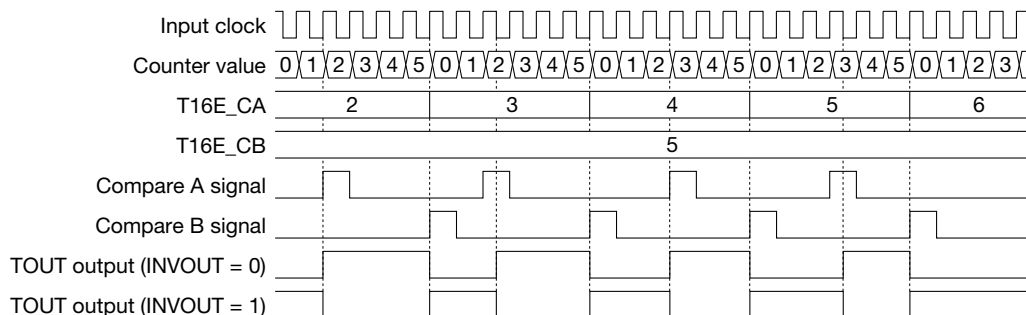 Input clock
Counter value 0 1 2 3 4 5 0 1 2 3 4 5 0 1 2 3 4 5 0 1 2 3 4 5 0 1 2 3
T16E_CA 2 3 4 5 6
T16E_CB 5
Compare A signal
Compare B signal
TOUT output (INVOUT = 0)
TOUT output (INVOUT = 1)